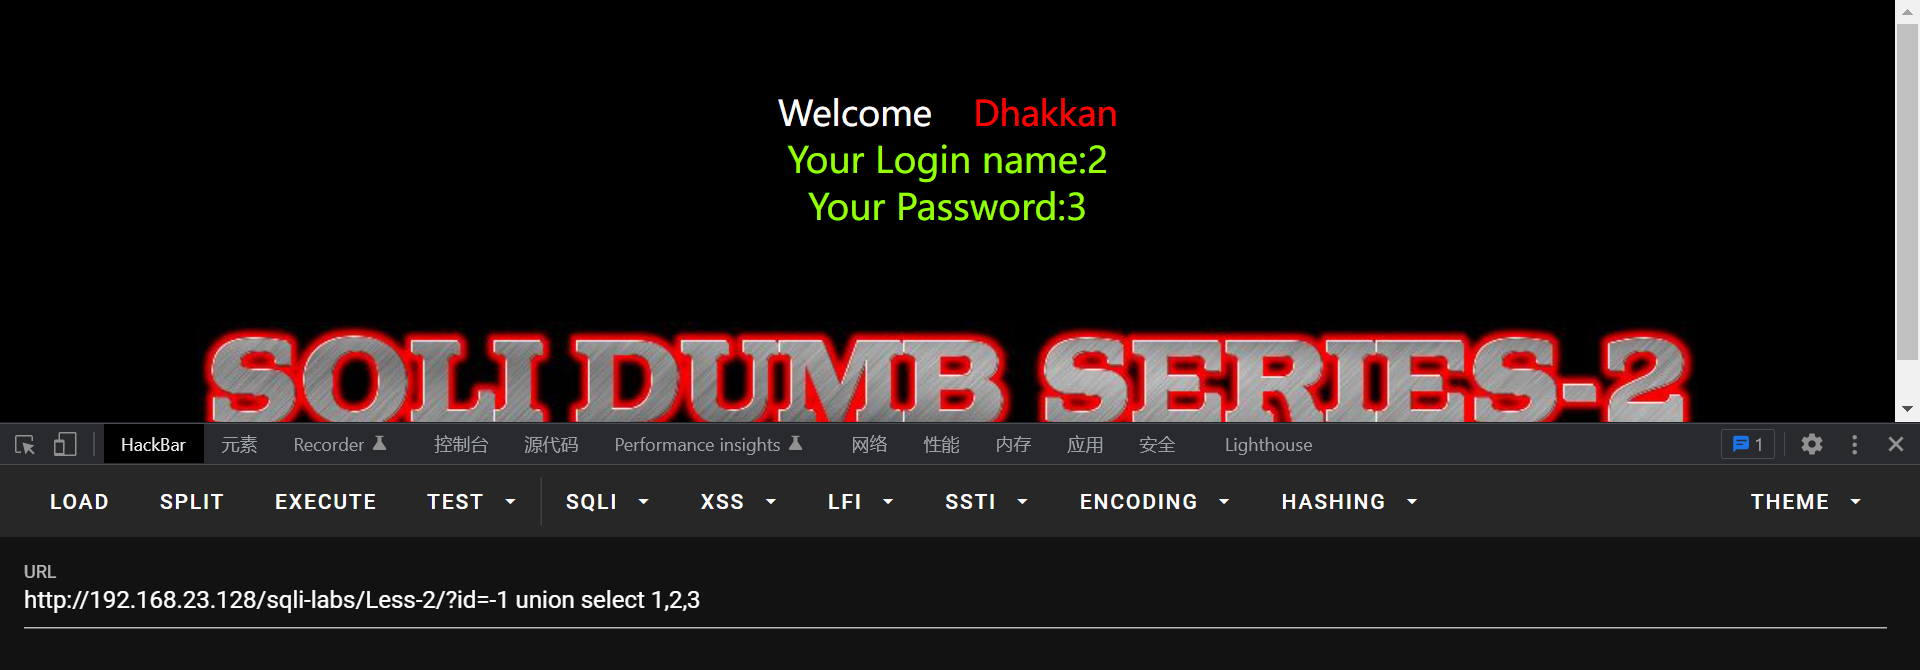 Welcome Dhakkan
Your Login name:2
Your Password:3
SQLI DUMB SERIES-2
HackBar 元素 Recorder 控制台 源代码 Performance insights 网络 性能 内存 应用 安全 Lighthouse 1
LOAD SPLIT EXECUTE TEST SQLI XSS LFI SSTI ENCODING HASHING THEME
URL
http://192.168.23.128/sqli-labs/Less-2/?id=-1 union select 1,2,3